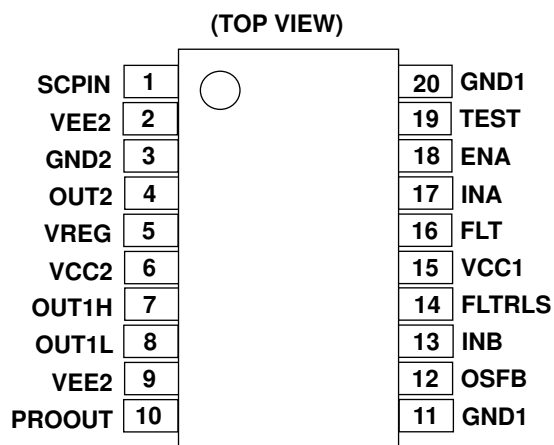 (TOP VIEW)
SCPIN 1 20 GND1
VEE2 2 19 TEST
GND2 3 18 ENA
OUT2 4 17 INA
VREG 5 16 FLT
VCC2 6 15 VCC1
OUT1H 7 14 FLTRLS
OUT1L 8 13 INB
VEE2 9 12 OSFB
PROOUT 10 11 GND1